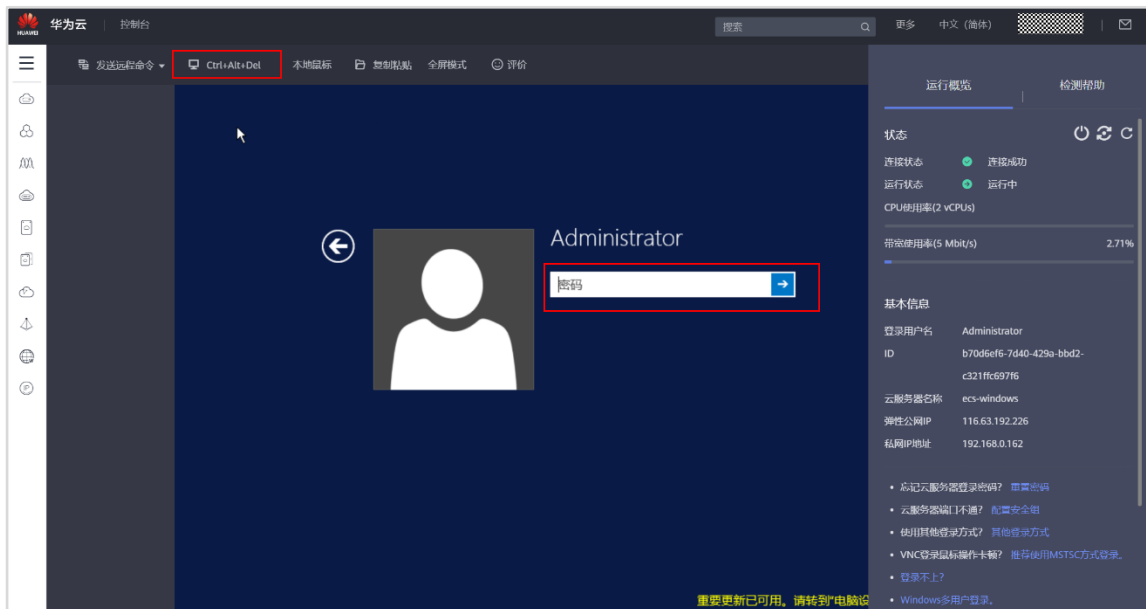 HUAWEI
华为云
控制台
搜索
更多
中文（简体）
发送远程命令
Ctrl+Alt+Del
本地鼠标
复制粘贴
全屏模式
评价
Administrator
密码
重要更新已可用。请转到"电脑设
运行概览
检测帮助
状态
连接状态 连接成功
运行状态 运行中
CPU使用率(2 vCPUs)
带宽使用率(5 Mbit/s) 2.71%
基本信息
登录用户名 Administrator
ID b70d6ef6-7d40-429a-bbd2-
c321ffc697f6
云服务器名称 ecs-windows
弹性公网IP 116.63.192.226
私网IP地址 192.168.0.162
• 忘记云服务器登录密码？ 重置密码
• 云服务器端口不通？ 配置安全组
• 使用其他登录方式？ 其他登录方式
• VNC登录鼠标操作卡顿？ 推荐使用MSTSC方式登录。
• 登录不上？
• Windows多用户登录。